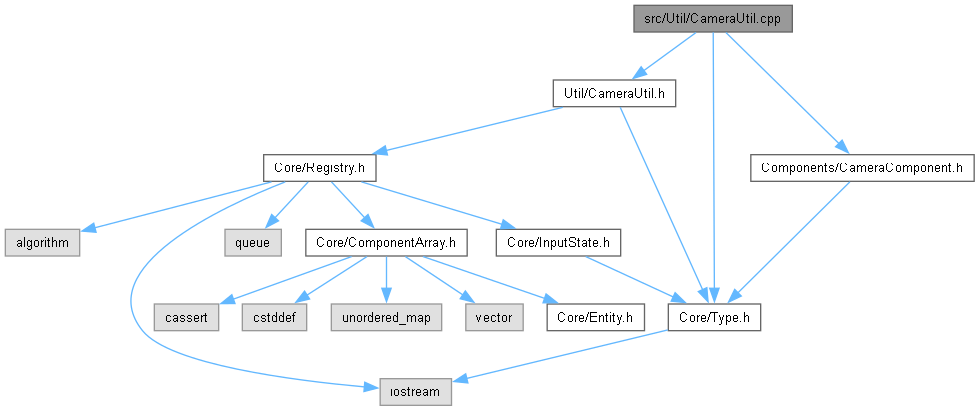 src/Util/CameraUtil.cpp
Util/CameraUtil.h
Core/Registry.h
Components/CameraComponent.h
algorithm
queue
Core/ComponentArray.h
Core/InputState.h
cassert
cstddef
unordered_map
vector
Core/Entity.h
Core/Type.h
iostream